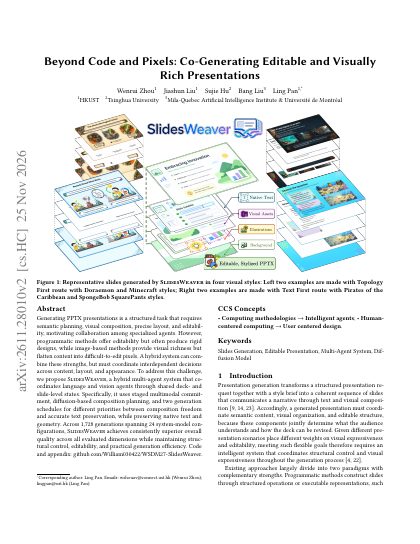 Beyond Code and Pixels: Co-Generating Editable and Visually
Rich Presentations
Wenrui Zhou¹ Jiashun Liu¹ Sujie Hu² Bang Liu³ Ling Pan¹*
¹HKUST ²Tsinghua University ³Mila-Quebec Artificial Intelligence Institute & Université de Montréal
SlidesWeaver
Embracing Innovation
Native Text
Visual Assets
Illustrations
Background
Editable, Stylized PPTX
Figure 1: Representative slides generated by SlidesWeaver in four visual styles: Left two examples are made with Topology
First route with Doraemon and Minecraft styles; Right two examples are made with Text First route with Pirates of the
Caribbean and SpongeBob SquarePants styles.
Abstract
Generating PPTX presentations is a structured task that requires
semantic planning, visual composition, precise layout, and editabil-
ity, motivating collaboration among specialized agents. However,
programmatic methods offer editability but often produce rigid
designs, while image-based methods provide visual richness but
flatten content into difficult-to-edit pixels. A hybrid system can com-
bine these strengths, but must coordinate interdependent decisions
across content, layout, and appearance. To address this challenge,
we propose SlidesWeaver, a hybrid multi-agent system that co-
ordinates language and vision agents through shared deck- and
slide-level states. Specifically, it uses staged multimodal commit-
ment, diffusion-based composition planning, and two generation
schedules for different priorities between composition freedom
and accurate text preservation, while preserving native text and
geometry. Across 1,728 generations spanning 24 system-model con-
figurations, SlidesWeaver achieves consistently superior overall
quality across all evaluated dimensions while maintaining struc-
tural control, editability, and practical generation efficiency. Code
and appendix: github.com/William030422/WSDM27-SlidesWeaver.
*Corresponding author: Ling Pan. Emails:
CCS Concepts
• Computing methodologies → Intelligent agents; • Human-
centered computing → User centered design.
Keywords
Slides Generation, Editable Presentation, Multi-Agent System, Dif-
fusion Model
1 Introduction
Presentation generation transforms a structured presentation re-
quest together with a style brief into a coherent sequence of slides
that communicates a narrative through text and visual composi-
tion [9, 14, 23]. Accordingly, a generated presentation must coordi-
nate semantic content, visual organization, and editable structure,
because these components jointly determine what the audience
understands and how the deck can be revised. Given different pre-
sentation scenarios place different weights on visual expressiveness
and editability, meeting such flexible goals therefore requires an
intelligent system that coordinates structural control and visual
expressiveness throughout the generation process [4, 22].
Existing approaches largely divide into two paradigms with
complementary strengths. Programmatic methods construct slides
through structured operations or executable representations, such
arXiv:2611.28010v2 [cs.HC] 25 Nov 2026